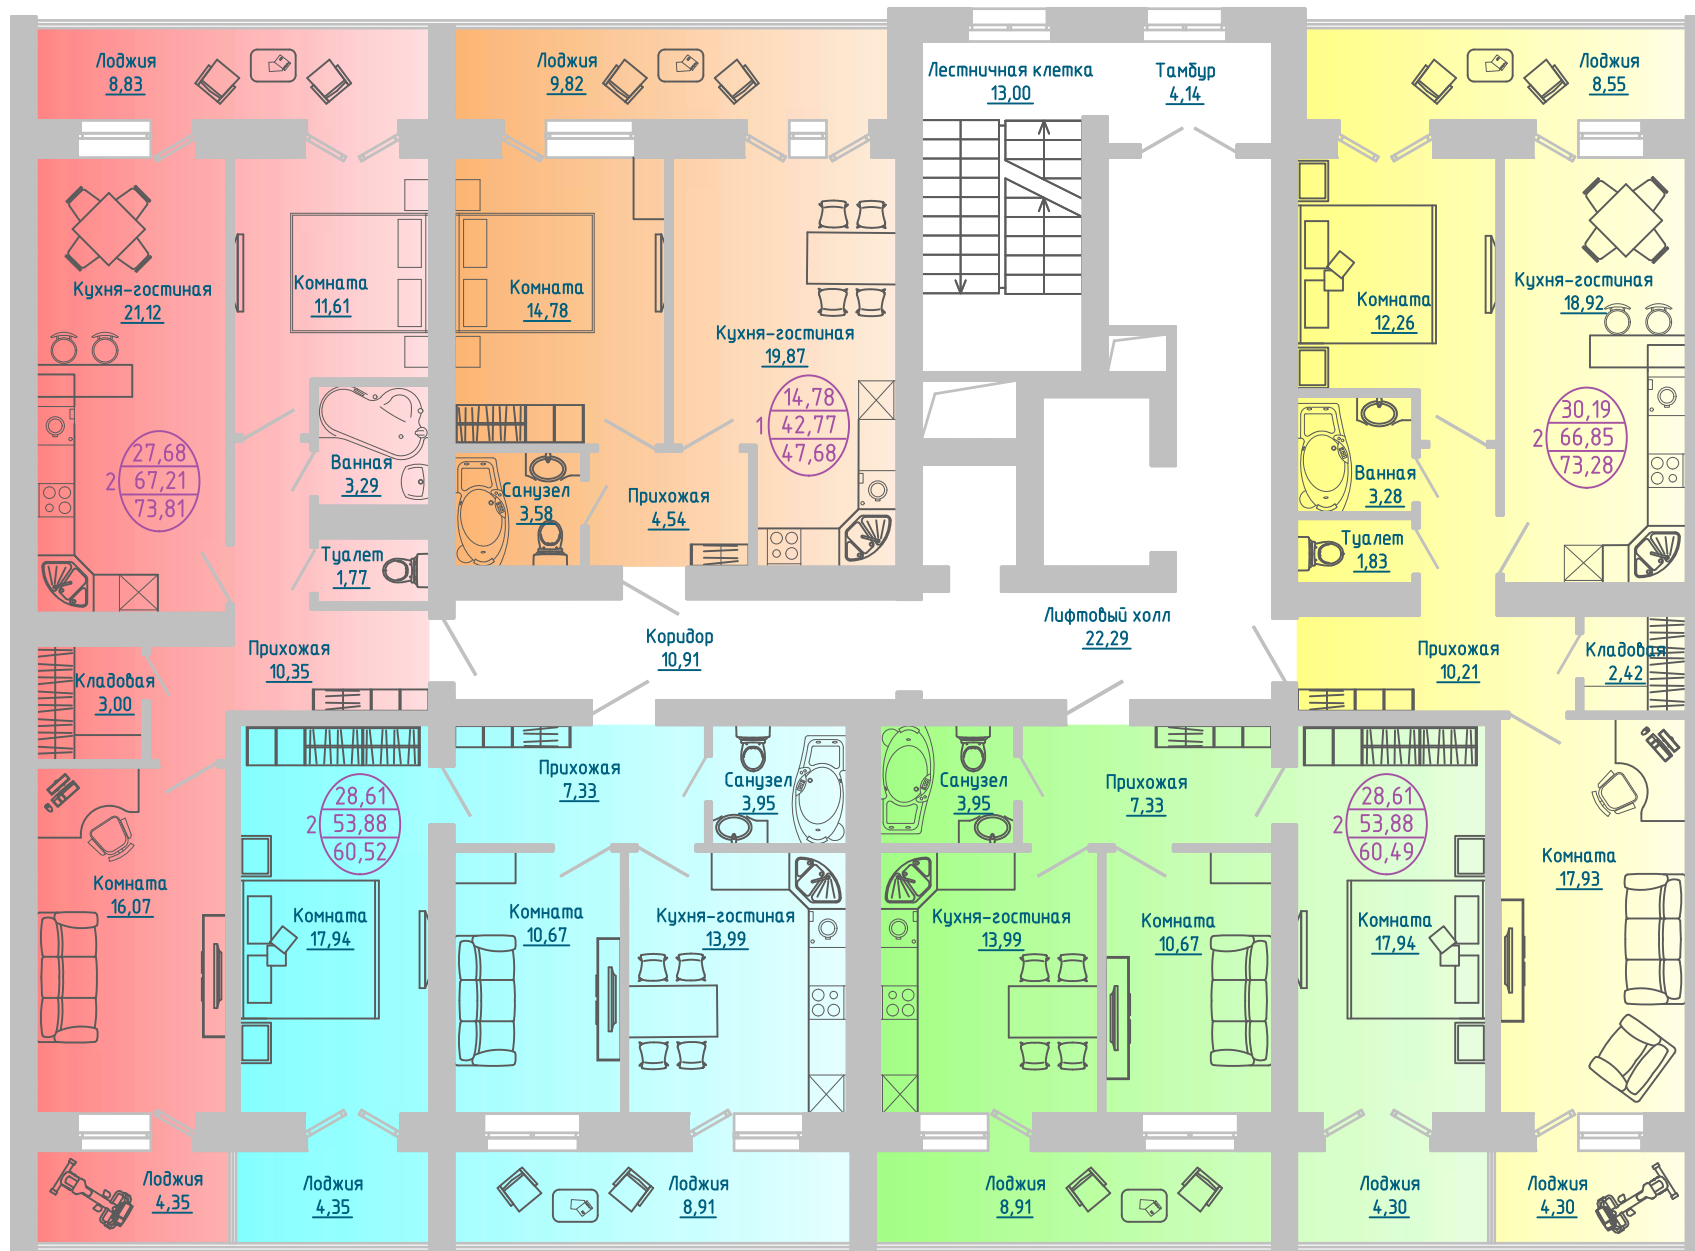 Лоджия
8,83
Лоджия
9,82
Лестничная клетка
13,00
Тамбур
4,14
Лоджия
8,55
Кухня-гостиная
21,12
Комната
11,61
Комната
14,78
Кухня-гостиная
19,87
Комната
12,26
Кухня-гостиная
18,92
27,68
2 67,21
73,81
Ванная
3,29
Санузел
3,58
Прихожая
4,54
14,78
1 42,77
47,68
Ванная
3,28
30,19
2 66,85
73,28
Туалет
1,77
Туалет
1,83
Прихожая
10,35
Коридор
10,91
Лифтовый холл
22,29
Прихожая
10,21
Кладовая
2,42
Кладовая
3,00
28,61
2 53,88
60,52
Прихожая
7,33
Санузел
3,95
Санузел
3,95
Прихожая
7,33
28,61
2 53,88
60,49
Комната
16,07
Комната
17,94
Комната
10,67
Кухня-гостиная
13,99
Кухня-гостиная
13,99
Комната
10,67
Комната
17,94
Комната
17,93
Лоджия
4,35
Лоджия
4,35
Лоджия
8,91
Лоджия
8,91
Лоджия
4,30
Лоджия
4,30